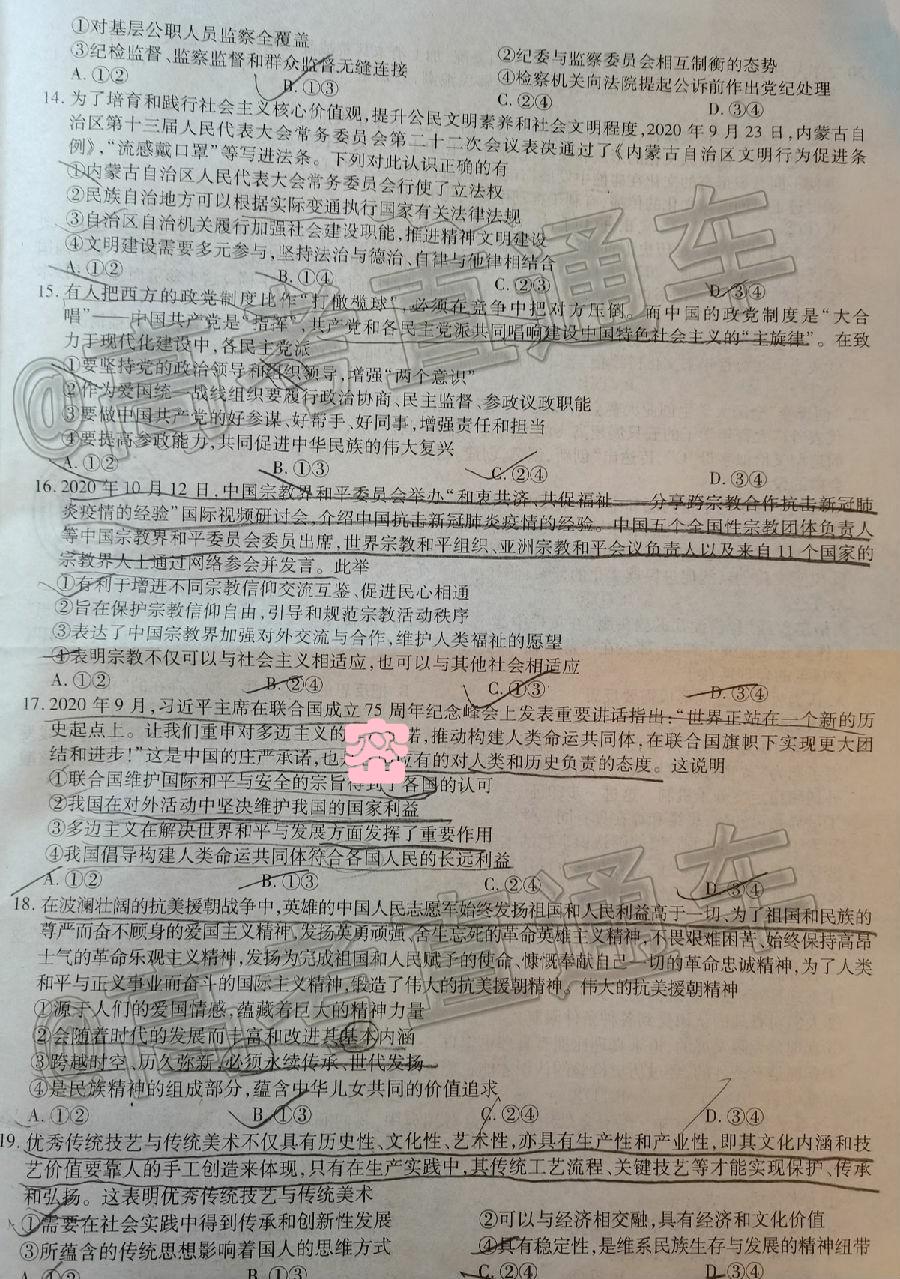 ①对基层公职人员监察全覆盖
②纪委与监察委员会相互制衡的态势
③纪检监督、监察监督和群众监督无缝连接
④检察机关向法院提起公诉前作出党纪处理
A. ①② B. ①③ C. ②④ D. ③④
14. 为了培育和践行社会主义核心价值观,提升公民文明素养和社会文明程度,2020年9月23日,内蒙古自
治区第十三届人民代表大会常务委员会第二十二次会议表决通过了《内蒙古自治区文明行为促进条
例》,“流感戴口罩”等写进法条。下列对此认识正确的有
①内蒙古自治区人民代表大会常务委员会行使了立法权
②民族自治地方可以根据实际变通执行国家有关法律法规
③自治区自治机关履行加强社会建设职能,推进精神文明建设
④文明建设需要多元参与,坚持法治与德治、自律与他律相结合
A. ①② B. ①④ C. ②③ D. ③④
15. 有人把西方的政党制度比作“打橄榄球”,必须在竞争中把对方压倒。而中国的政党制度是“大合
唱”——中国共产党是“指挥”,共产党和各民主党派共同唱响建设中国特色社会主义的“主旋律”。在致
力于现代化建设中,各民主党派
①要坚持党的政治领导和组织领导,增强“两个意识”
②作为爱国统一战线组织要履行政治协商、民主监督、参政议政职能
③要做中国共产党的好参谋、好帮手、好同事,增强责任和担当
④要提高参政能力,共同促进中华民族的伟大复兴
A. ①② B. ①③ C. ②④ D. ③④
16. 2020年10月12日,中国宗教界和平委员会举办“和衷共济、共促福祉——分享跨宗教合作抗击新冠肺
炎疫情的经验”国际视频研讨会,介绍中国抗击新冠肺炎疫情的经验。中国五个全国性宗教团体负责人
等中国宗教界和平委员会委员出席,世界宗教和平组织、亚洲宗教和平会议负责人以及来自11个国家的
宗教界人士通过网络参会并发言。此举
①有利于增进不同宗教信仰交流互鉴、促进民心相通
②旨在保护宗教信仰自由,引导和规范宗教活动秩序
③表达了中国宗教界加强对外交流与合作,维护人类福祉的愿望
④表明宗教不仅可以与社会主义相适应,也可以与其他社会相适应
A. ①② B. ②④ C. ①③ D. ③④
17. 2020年9月,习近平主席在联合国成立75周年纪念峰会上发表重要讲话指出:“世界正站在一个新的历
史起点上。让我们重申对多边主义的 诺,推动构建人类命运共同体,在联合国旗帜下实现更大团
结和进步!”这是中国的庄严承诺,也 应有的对人类和历史负责的态度。这说明
①联合国维护国际和平与安全的宗旨得到了各国的认可
②我国在对外活动中坚决维护我国的国家利益
③多边主义在解决世界和平与发展方面发挥了重要作用
④我国倡导构建人类命运共同体符合各国人民的长远利益
A. ①② B. ①③ C. ②④ D. ③④
18. 在波澜壮阔的抗美援朝战争中,英雄的中国人民志愿军始终发扬祖国和人民利益高于一切、为了祖国和民族的
尊严而奋不顾身的爱国主义精神,发扬英勇顽强、舍生忘死的革命英雄主义精神,不畏艰难困苦、始终保持高昂
士气的革命乐观主义精神,发扬为完成祖国和人民赋予的使命、慷慨奉献自己一切的革命忠诚精神,为了人类
和平与正义事业而奋斗的国际主义精神,锻造了伟大的抗美援朝精神。伟大的抗美援朝精神
①源于人们的爱国情感,蕴藏着巨大的精神力量
②会随着时代的发展而丰富和改进其基本内涵
③跨越时空、历久弥新,必须永续传承、世代发扬
④是民族精神的组成部分,蕴含中华儿女共同的价值追求
A. ①② B. ①③ C. ②④ D. ③④
19. 优秀传统技艺与传统美术不仅具有历史性、文化性、艺术性,亦具有生产性和产业性,即其文化内涵和技
艺价值要靠人的手工创造来体现,只有在生产实践中,其传统工艺流程、关键技艺等才能实现保护、传承
和弘扬。这表明优秀传统技艺与传统美术
①需要在社会实践中得到传承和创新性发展
②可以与经济相交融,具有经济和文化价值
③所蕴含的传统思想影响着国人的思维方式
④具有稳定性,是维系民族生存与发展的精神纽带
A. ①② B. ①③ C. ②④ D. ③④
@高考直通车
@高考直通车